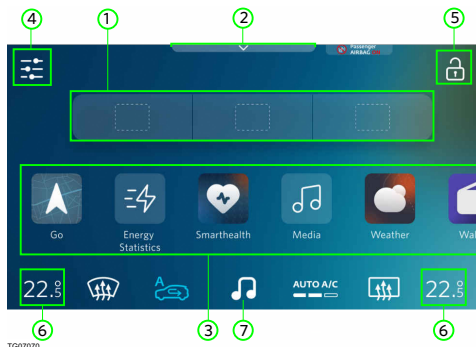 1
2
4
5
Passenger
AIRBAG
Go
Energy
Statistics
Smarthealth
Media
Weather
Wal
22.5°
A
AUTO A/C
22.5°
6
3
7
6
TG07070